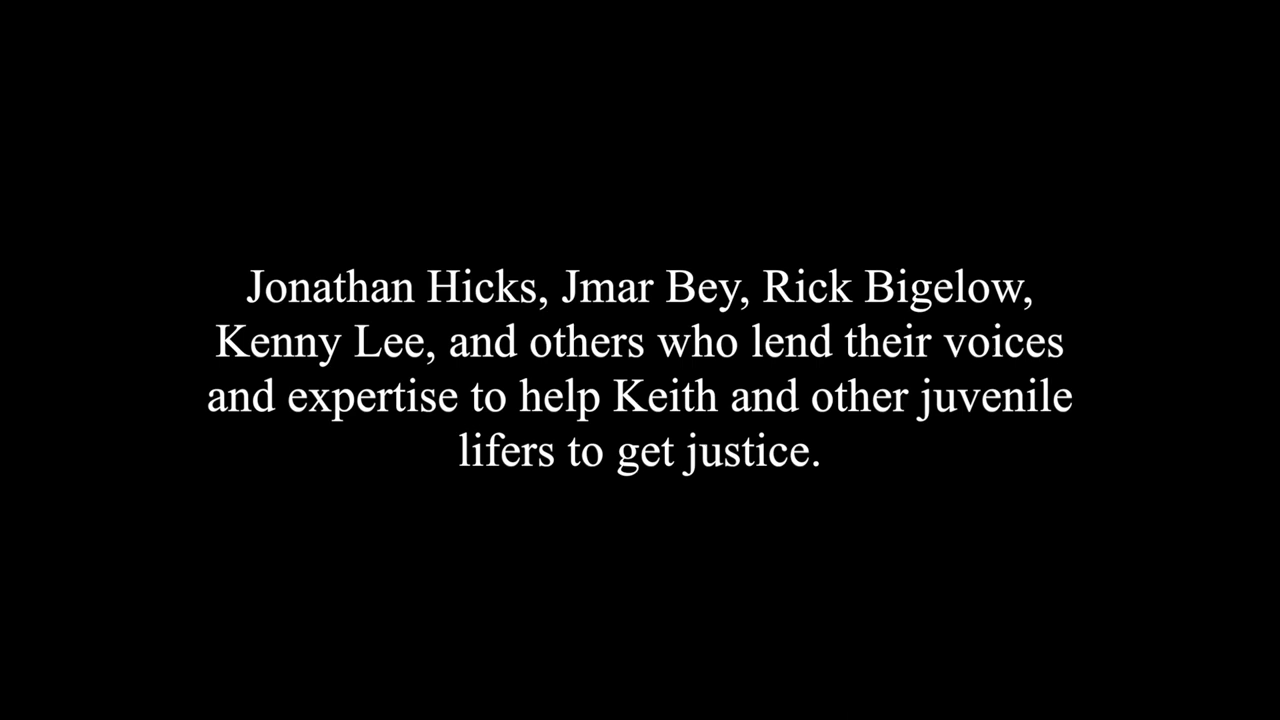 Jonathan Hicks, Jmar Bey, Rick Bigelow,
Kenny Lee, and others who lend their voices
and expertise to help Keith and other juvenile
lifers to get justice.